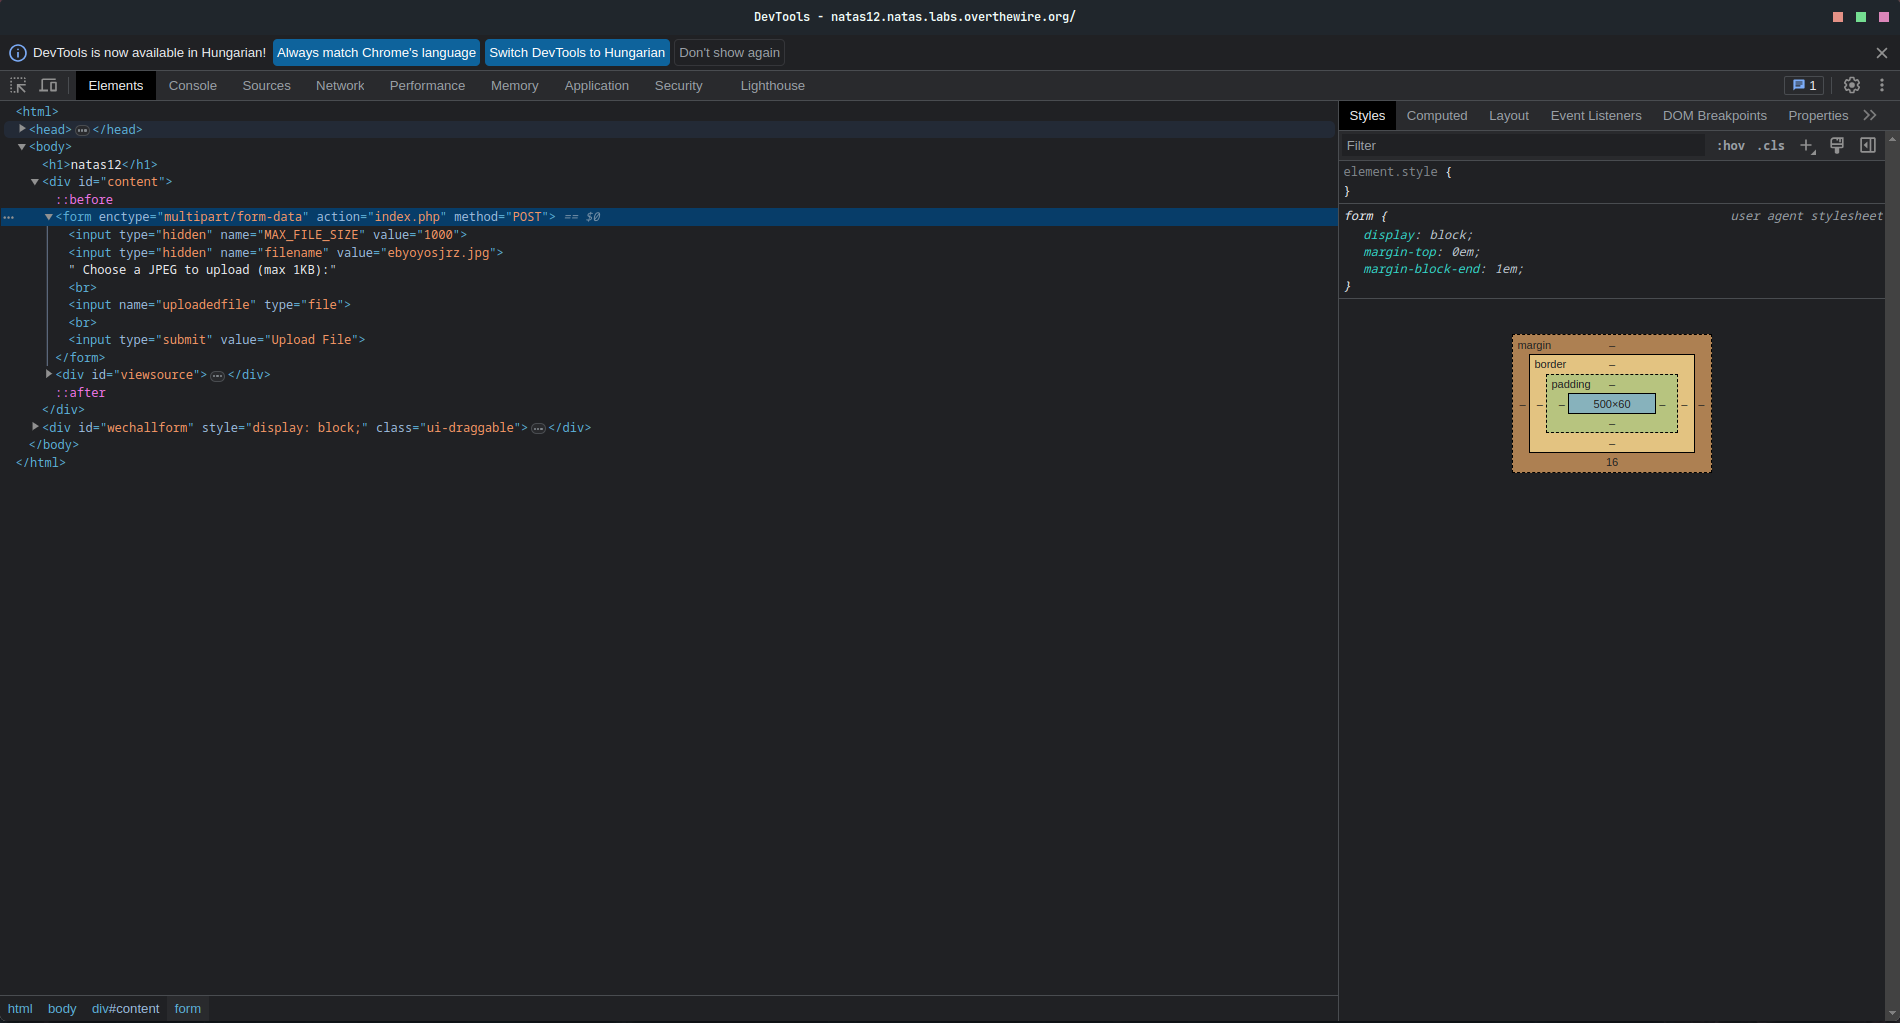 DevTools - natas12.natas.labs.overthewire.org/
DevTools is now available in Hungarian! Always match Chrome's language Switch DevTools to Hungarian Don't show again
Elements Console Sources Network Performance Memory Application Security Lighthouse 1
<html>
<head> ··· </head>
<body>
<h1>natas12</h1>
<div id="content">
::before
··· <form enctype="multipart/form-data" action="index.php" method="POST"> == $0
<input type="hidden" name="MAX_FILE_SIZE" value="1000">
<input type="hidden" name="filename" value="ebyoyosjrz.jpg">
" Choose a JPEG to upload (max 1KB):"
<br>
<input name="uploadedfile" type="file">
<br>
<input type="submit" value="Upload File">
</form>
<div id="viewsource"> ··· </div>
::after
</div>
<div id="wechallform" style="display: block;" class="ui-draggable"> ··· </div>
</body>
</html>
html body div#content form
Styles Computed Layout Event Listeners DOM Breakpoints Properties
Filter :hov .cls
element.style {
}
form { user agent stylesheet
display: block;
margin-top: 0em;
margin-block-end: 1em;
}
margin –
border –
padding –
– – – 500×60 – – –
–
–
16